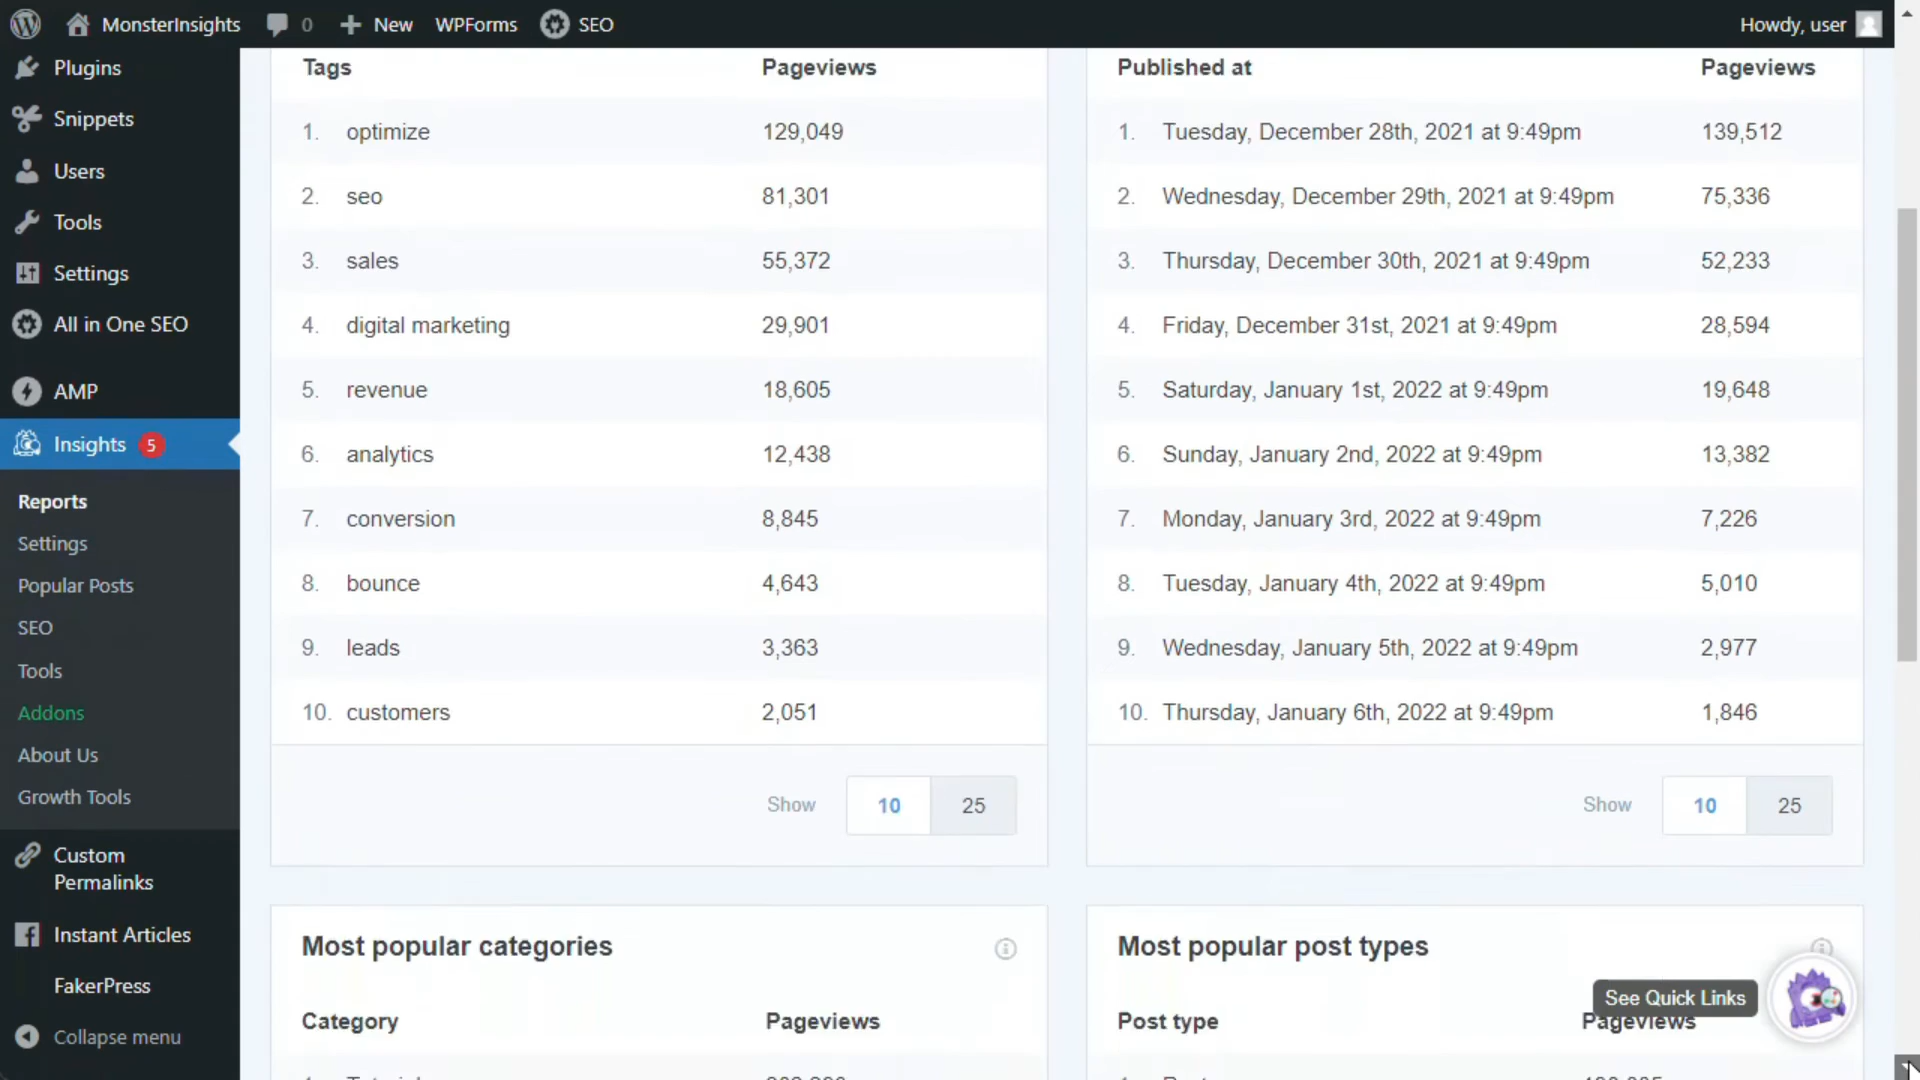 MonsterInsights 0 New WPForms SEO Howdy, user
Plugins
Snippets
Users
Tools
Settings
All in One SEO
AMP
Insights 5
Reports
Settings
Popular Posts
SEO
Tools
Addons
About Us
Growth Tools
Custom
Permalinks
Instant Articles
FakerPress
Collapse menu
Tags Pageviews
1. optimize 129,049
2. seo 81,301
3. sales 55,372
4. digital marketing 29,901
5. revenue 18,605
6. analytics 12,438
7. conversion 8,845
8. bounce 4,643
9. leads 3,363
10. customers 2,051
Show 10 25
Published at Pageviews
1. Tuesday, December 28th, 2021 at 9:49pm 139,512
2. Wednesday, December 29th, 2021 at 9:49pm 75,336
3. Thursday, December 30th, 2021 at 9:49pm 52,233
4. Friday, December 31st, 2021 at 9:49pm 28,594
5. Saturday, January 1st, 2022 at 9:49pm 19,648
6. Sunday, January 2nd, 2022 at 9:49pm 13,382
7. Monday, January 3rd, 2022 at 9:49pm 7,226
8. Tuesday, January 4th, 2022 at 9:49pm 5,010
9. Wednesday, January 5th, 2022 at 9:49pm 2,977
10. Thursday, January 6th, 2022 at 9:49pm 1,846
Show 10 25
Most popular categories
Category Pageviews
Most popular post types
See Quick Links
Post type Pageviews